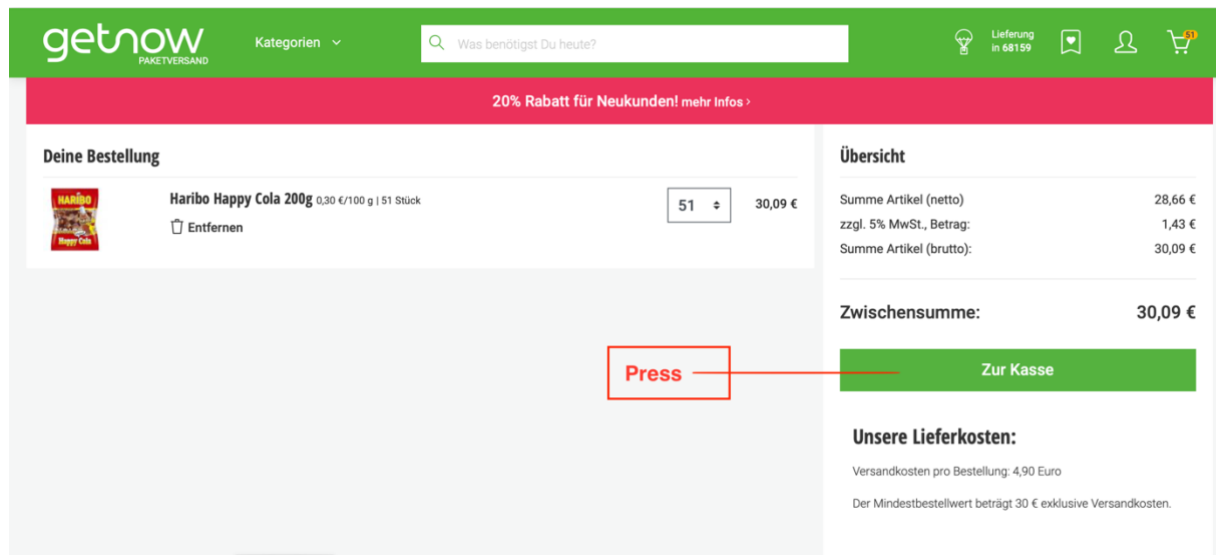 getnow
PAKETVERSAND
Kategorien
Was benötigst Du heute?
Lieferung
in 68159
51
20% Rabatt für Neukunden! mehr Infos ›
Deine Bestellung
HARIBO
Happy Cola
Haribo Happy Cola 200g 0,30 €/100 g | 51 Stück
51
30,09 €
Entfernen
Übersicht
Summe Artikel (netto) 28,66 €
zzgl. 5% MwSt., Betrag: 1,43 €
Summe Artikel (brutto): 30,09 €
Zwischensumme: 30,09 €
Press
Zur Kasse
Unsere Lieferkosten:
Versandkosten pro Bestellung: 4,90 Euro
Der Mindestbestellwert beträgt 30 € exklusive Versandkosten.